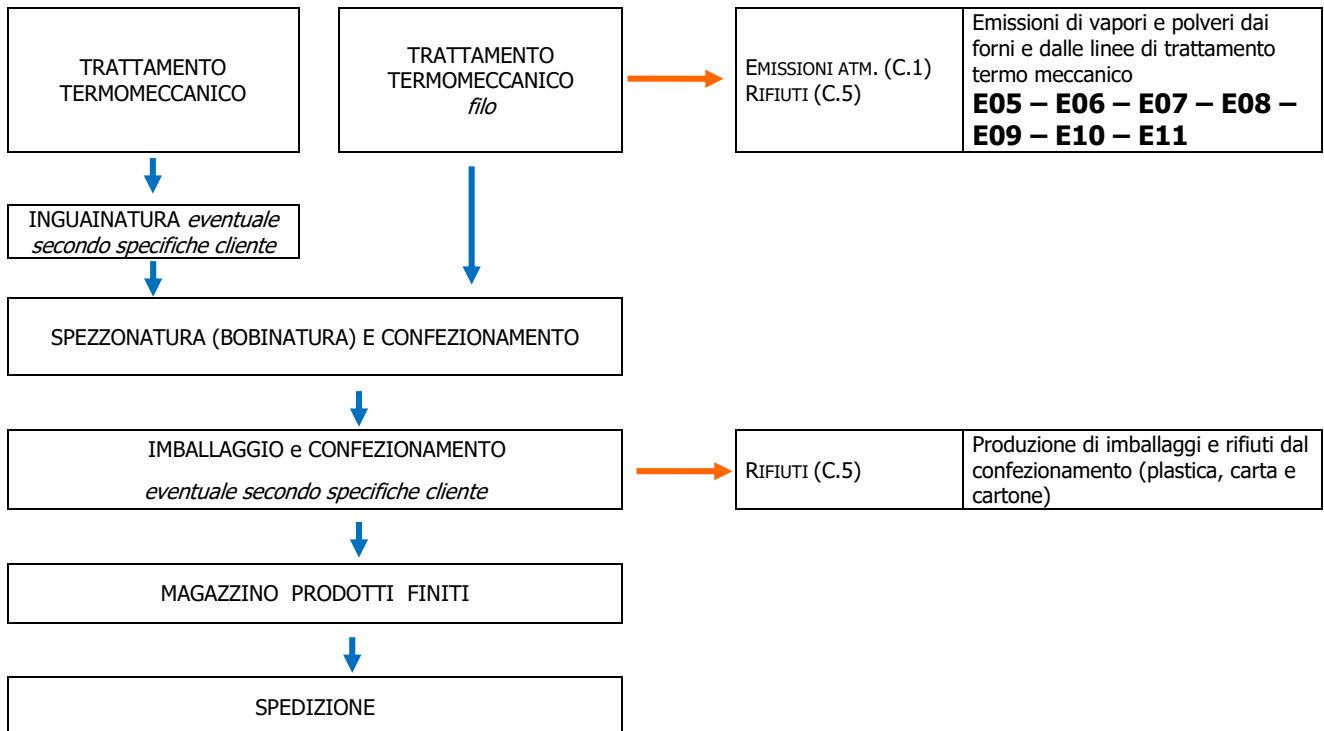 TRATTAMENTO
TERMOMECCANICO
TRATTAMENTO
TERMOMECCANICO
filo
EMISSIONI ATM. (C.1)
RIFIUTI (C.5)
Emissioni di vapori e polveri dai
forni e dalle linee di trattamento
termo meccanico
E05 – E06 – E07 – E08 –
E09 – E10 – E11
INGUAINATURA eventuale
secondo specifiche cliente
SPEZZONATURA (BOBINATURA) E CONFEZIONAMENTO
IMBALLAGGIO e CONFEZIONAMENTO
eventuale secondo specifiche cliente
RIFIUTI (C.5)
Produzione di imballaggi e rifiuti dal
confezionamento (plastica, carta e
cartone)
MAGAZZINO PRODOTTI FINITI
SPEDIZIONE